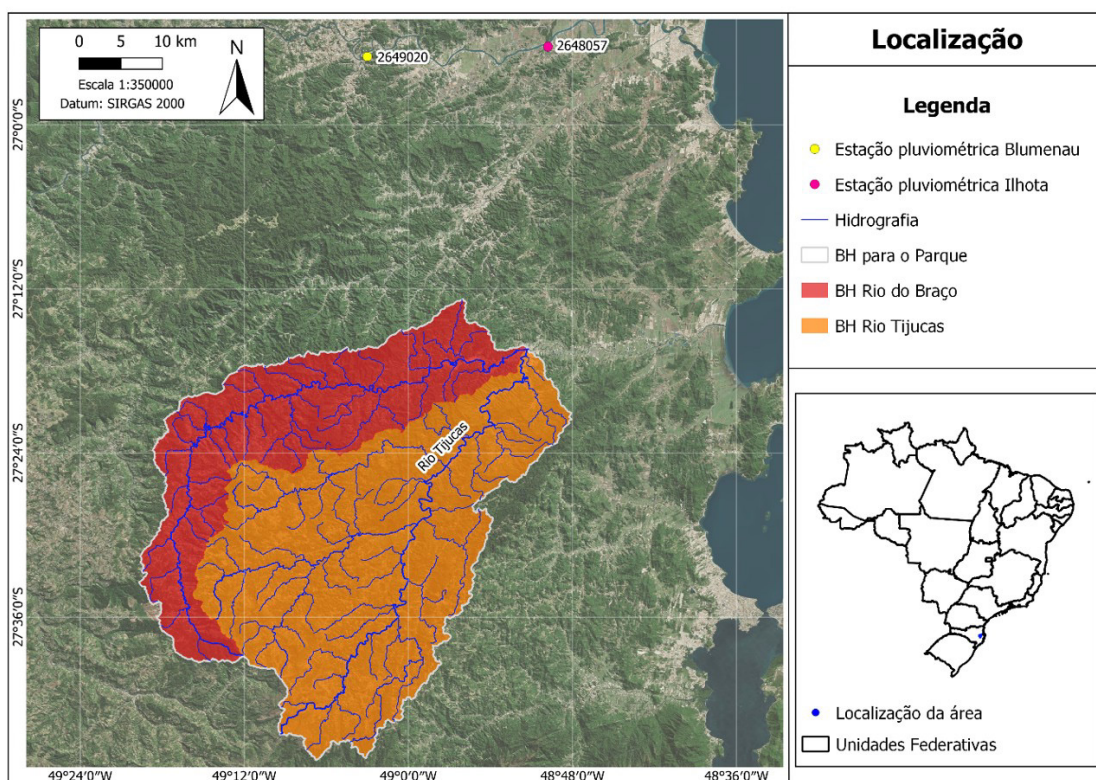 0 5 10 km
Escala 1:350000
Datum: SIRGAS 2000
N
2649020
2648057
27°0'0"S
27°12'0"S
27°24'0"S
27°36'0"S
Rio Tijucas
49°24'0"W
49°12'0"W
49°0'0"W
48°48'0"W
48°36'0"W
Localização
Legenda
Estação pluviométrica Blumenau
Estação pluviométrica Ilhota
Hidrografia
BH para o Parque
BH Rio do Braço
BH Rio Tijucas
Localização da área
Unidades Federativas